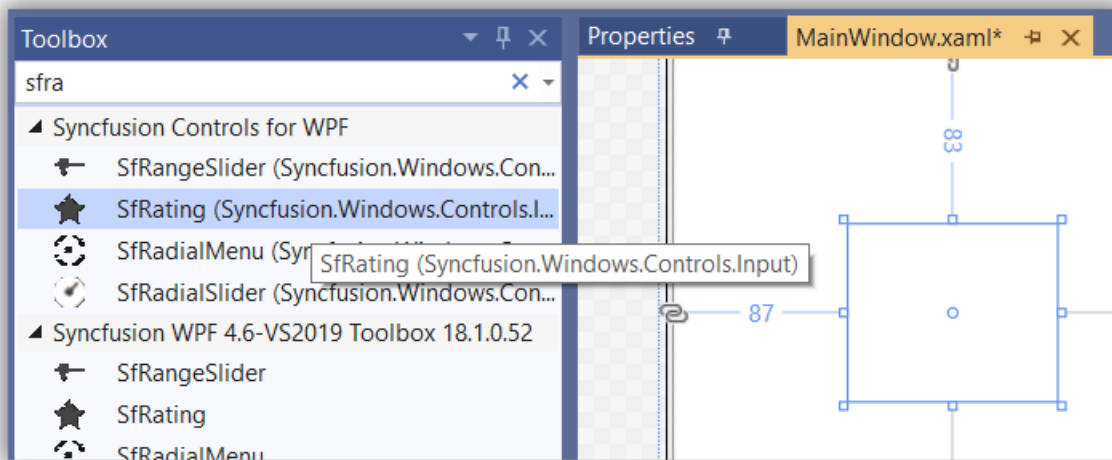 Toolbox
sfra
Syncfusion Controls for WPF
SfRangeSlider (Syncfusion.Windows.Con...
SfRating (Syncfusion.Windows.Controls.I...
SfRadialMenu (Syn
SfRating (Syncfusion.Windows.Controls.Input)
SfRadialSlider (Syncfusion.Windows.Con...
Syncfusion WPF 4.6-VS2019 Toolbox 18.1.0.52
SfRangeSlider
SfRating
SfRadialMenu
Properties
MainWindow.xaml*
83
87